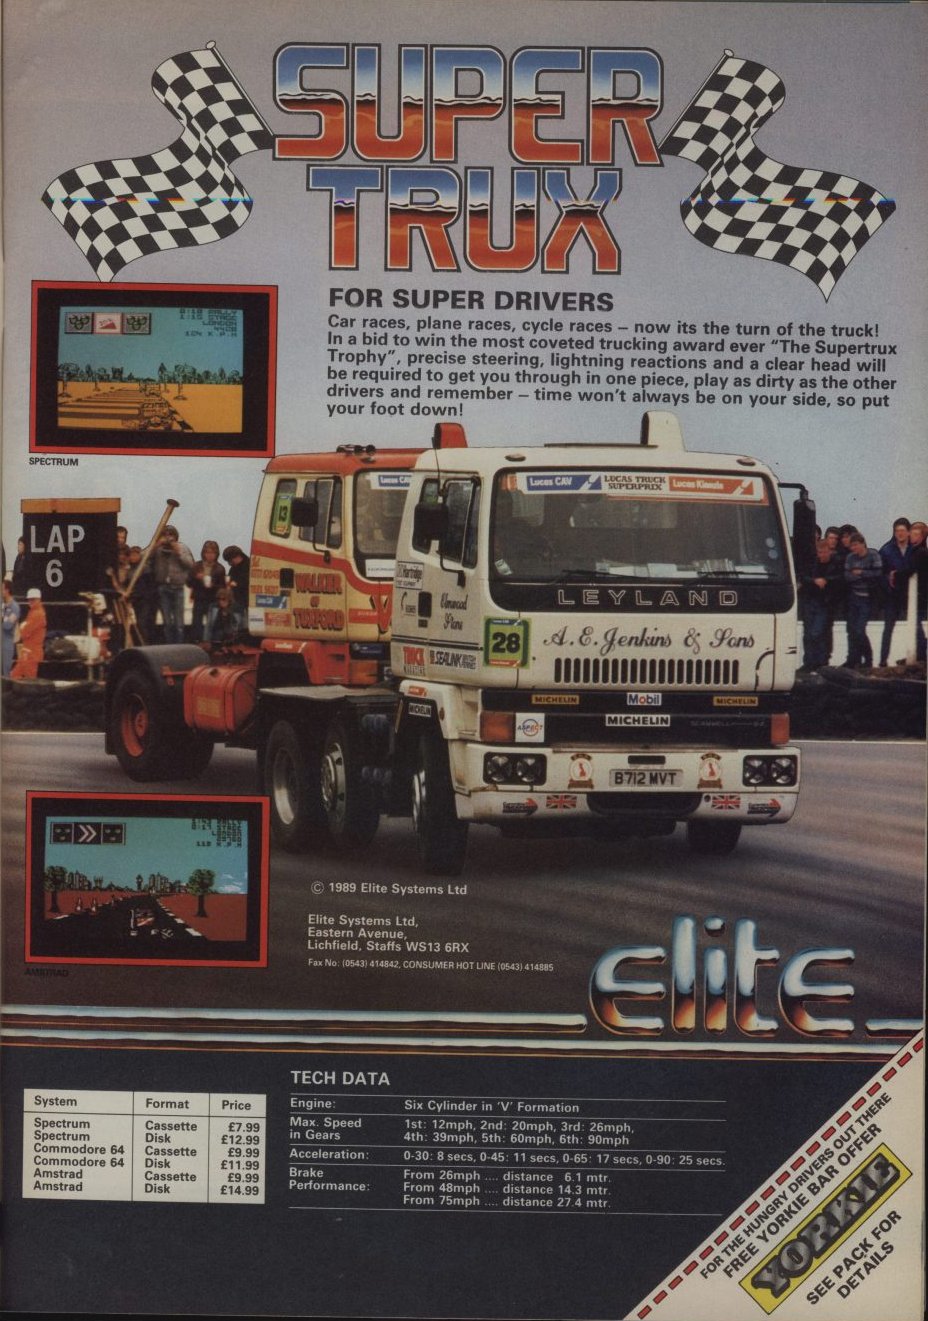 SUPER
TRUX
FOR SUPER DRIVERS
Car races, plane races, cycle races – now its the turn of the truck!
In a bid to win the most coveted trucking award ever "The Supertrux
Trophy", precise steering, lightning reactions and a clear head will
be required to get you through in one piece, play as dirty as the other
drivers and remember – time won't always be on your side, so put
your foot down!
SPECTRUM
LAP
6
13
Lucas CAV
WALKER
OF
TUXFORD
Lucas CAV
LUCAS TRUCK
SUPERPRIX
Lucas Kienzle
LEYLAND
28
A.E. Jenkins & Sons
TRUCK
SEALINK
MICHELIN
MICHELIN
Mobil
MICHELIN
MICHELIN
B712 MVT
AMSTRAD
© 1989 Elite Systems Ltd
Elite Systems Ltd,
Eastern Avenue,
Lichfield, Staffs WS13 6RX
Fax No: (0543) 414842, CONSUMER HOT LINE (0543) 414885
elite
System Format Price
Spectrum Cassette £7.99
Spectrum Disk £12.99
Commodore 64 Cassette £9.99
Commodore 64 Disk £11.99
Amstrad Cassette £9.99
Amstrad Disk £14.99
TECH DATA
Engine: Six Cylinder in 'V' Formation
Max. Speed 1st: 12mph, 2nd: 20mph, 3rd: 26mph,
in Gears 4th: 39mph, 5th: 60mph, 6th: 90mph
Acceleration: 0-30: 8 secs, 0-45: 11 secs, 0-65: 17 secs, 0-90: 25 secs.
Brake From 26mph .... distance 6.1 mtr.
Performance: From 48mph .... distance 14.3 mtr.
From 75mph .... distance 27.4 mtr.
FOR THE HUNGRY DRIVERS OUT THERE
FREE YORKIE BAR OFFER
YORKIE
SEE PACK FOR
DETAILS